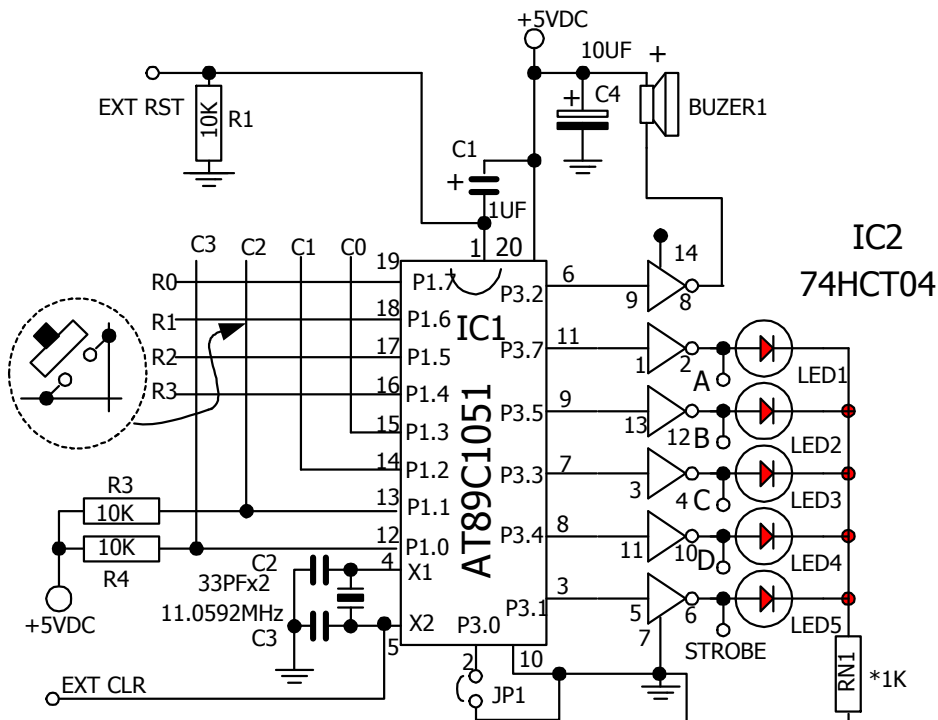 +5VDC
10UF
+
EXT RST
10K
R1
+
C4
BUZER1
C1
+
1UF
C3
C2
C1
C0
1
20
IC2
74HCT04
R0
19
P1.7
P3.2
6
9
8
14
R1
18
P1.6
IC1
R2
17
P1.5
P3.7
11
1
2
A
LED1
R3
16
P1.4
P3.5
9
13
12
B
LED2
15
P1.3
14
P1.2
P3.3
7
3
4
C
LED3
R3
10K
13
P1.1
AT89C1051
P3.4
8
11
10
D
LED4
10K
R4
12
P1.0
4
X1
C2
33PFx2
11.0592MHz
C3
P3.1
3
5
6
7
STROBE
LED5
+5VDC
X2
5
P3.0
2
10
JP1
EXT CLR
RN1
*1K